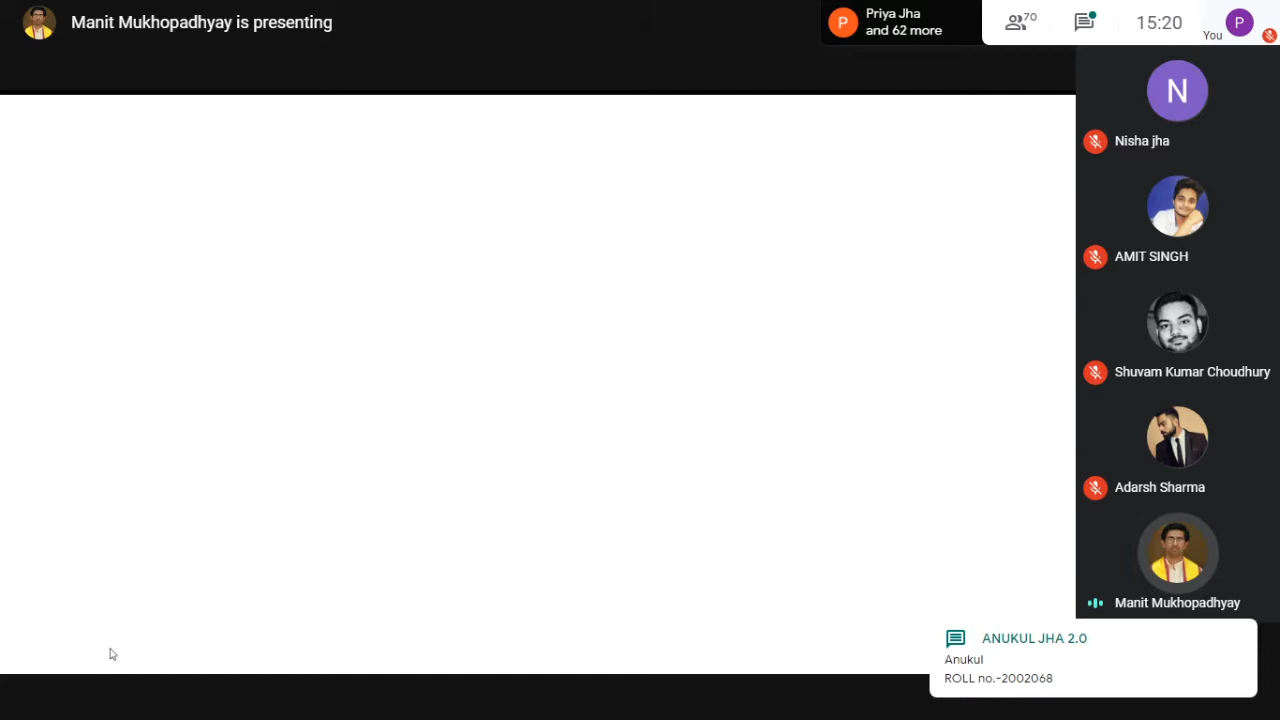 Manit Mukhopadhyay is presenting
P
Priya Jha
and 62 more
70
15:20
You
P
N
Nisha jha
AMIT SINGH
Shuvam Kumar Choudhury
Adarsh Sharma
Manit Mukhopadhyay
ANUKUL JHA 2.0
Anukul
ROLL no.-2002068